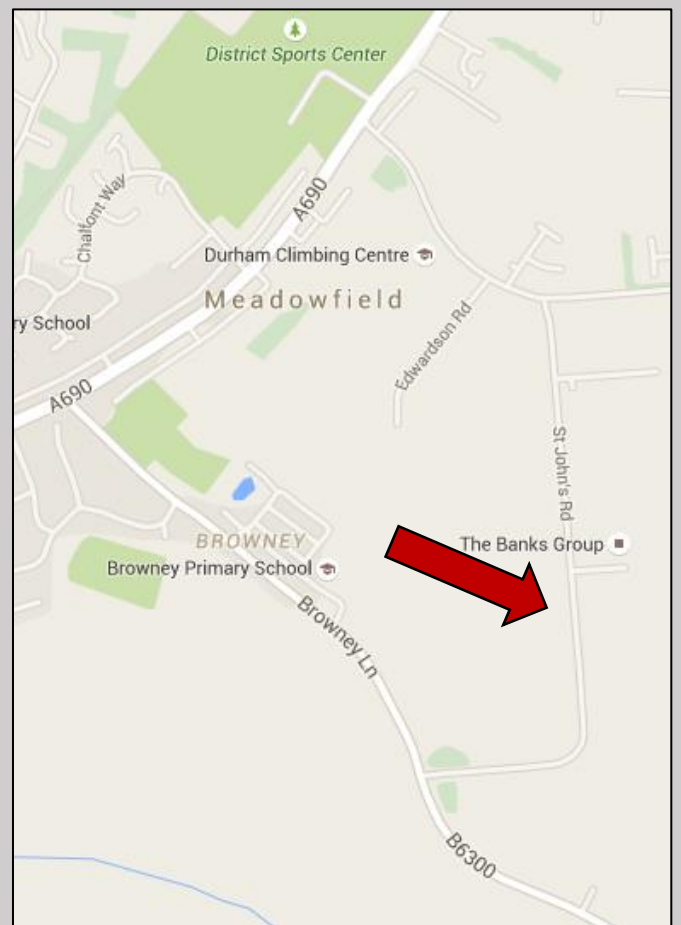 District Sports Center
A690
Chalfont Way
Durham Climbing Centre
Meadowfield
ry School
Edwardson Rd
A690
St John's Rd
BROWNEY
The Banks Group
Browney Primary School
Browney Ln
B6300